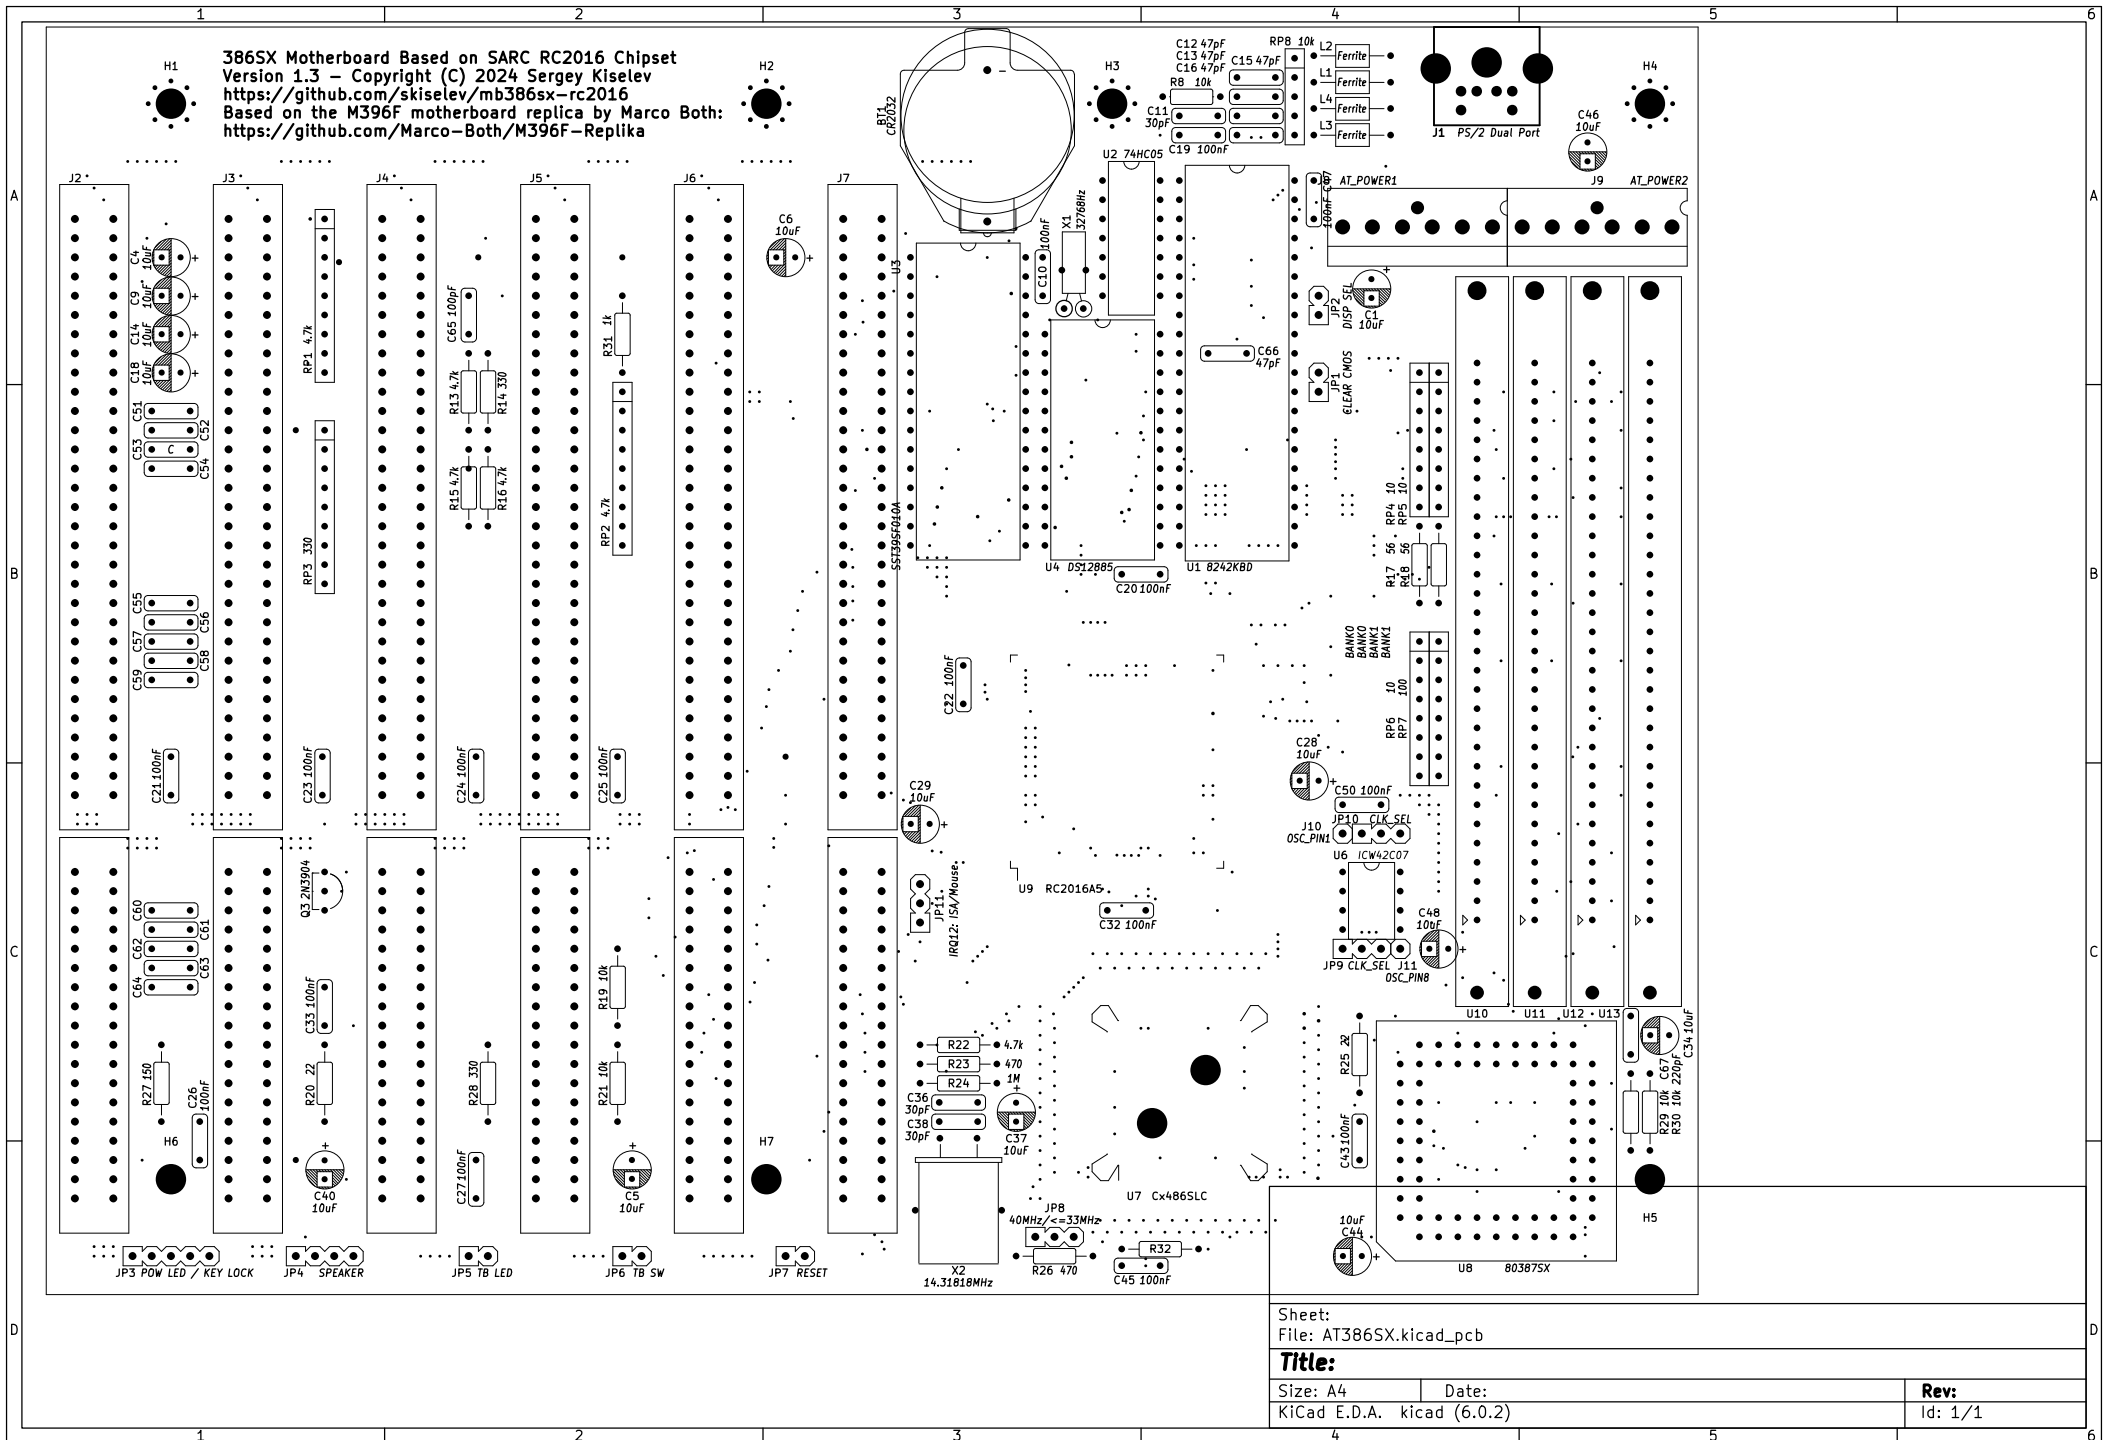 1 2 3 4 5 6
386SX Motherboard Based on SARC RC2016 Chipset
Version 1.3 – Copyright (C) 2024 Sergey Kiselev
https://github.com/skiselev/mb386sx-rc2016
Based on the M396F motherboard replica by Marco Both:
https://github.com/Marco-Both/M396F-Replika
H1
H2
H3
H4
BT1
CR2032
–
C12 47pF
C13 47pF
C16 47pF
C15 47pF
RP8 10k
R8 10k
C11
30pF
C19 100nF
L2 Ferrite
L1 Ferrite
L4 Ferrite
L3 Ferrite
J1 PS/2 Dual Port
C46
10uF
U2 74HC05
AT_POWER1
J9 AT_POWER2
100nF
A
A
J2
J3
J4
J5
J6
J7
C4
10uF
+
C9
10uF
+
C14
10uF
+
C18
10uF
+
C6
10uF
+
U3
SST39SF010A
C10
100nF
X1
32768Hz
JP2
DISP SEL
C1
10uF
+
JP1
CLEAR CMOS
C66
47pF
RP1 4.7k
C65 100pF
R31 1k
R13 4.7k
R14 330
R15 4.7k
R16 4.7k
RP2 4.7k
RP3 330
C51
C52
C53
C
C54
C55
C56
C57
C58
C59
B
B
U4 DS12885
C20 100nF
U1 8242KBD
RP4 10
RP5 10
R17 56
R18 56
BANK0
BANK0
BANK1
BANK1
RP6 10
RP7 100
C22 100nF
C28
10uF
+
C21 100nF
C23 100nF
C24 100nF
C25 100nF
C29
10uF
+
C50 100nF
JP10 CLK_SEL
J10
OSC_PIN1
U6 ICW42C07
U9 RC2016A5
C32 100nF
JP11
IRQ12: ISA/Mouse
C48
10uF
+
JP9 CLK_SEL J11
OSC_PIN8
C
C
Q3 2N3904
C60
C61
C62
C63
C64
C33 100nF
R19 10k
R27 150
R20 22
R28 330
R21 10k
C26
100nF
R22 4.7k
R23 470
R24 1M
C36
30pF
C38
30pF
C37
10uF
+
U10
U11
U12
U13
R25 22
C43 100nF
C34 10uF
C67
220pF
R29 10k
R30 10k
H6
H7
H5
C40
10uF
+
C27 100nF
C5
10uF
+
U7 Cx486SLC
JP8
40MHz/<=33MHz
R26 470
R32
C45 100nF
X2
14.31818MHz
10uF
C44
+
U8 80387SX
JP3 POW LED / KEY LOCK
JP4 SPEAKER
JP5 TB LED
JP6 TB SW
JP7 RESET
D
D
Sheet:
File: AT386SX.kicad_pcb
Title:
Size: A4 Date: Rev:
KiCad E.D.A. kicad (6.0.2) Id: 1/1
1 2 3 4 5 6